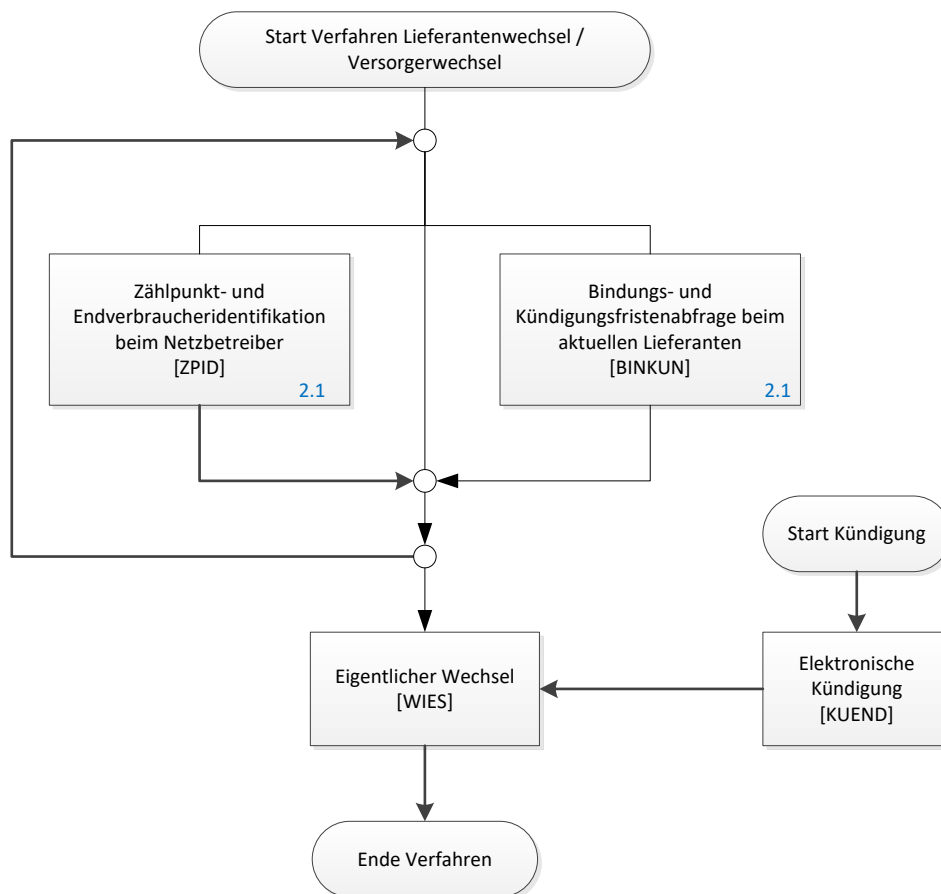 Start Verfahren Lieferantenwechsel /
Versorgerwechsel
Zählpunkt- und
Endverbraucheridentifikation
beim Netzbetreiber
[ZPID]
2.1
Bindungs- und
Kündigungsfristenabfrage beim
aktuellen Lieferanten
[BINKUN]
2.1
Start Kündigung
Eigentlicher Wechsel
[WIES]
Elektronische
Kündigung
[KUEND]
Ende Verfahren